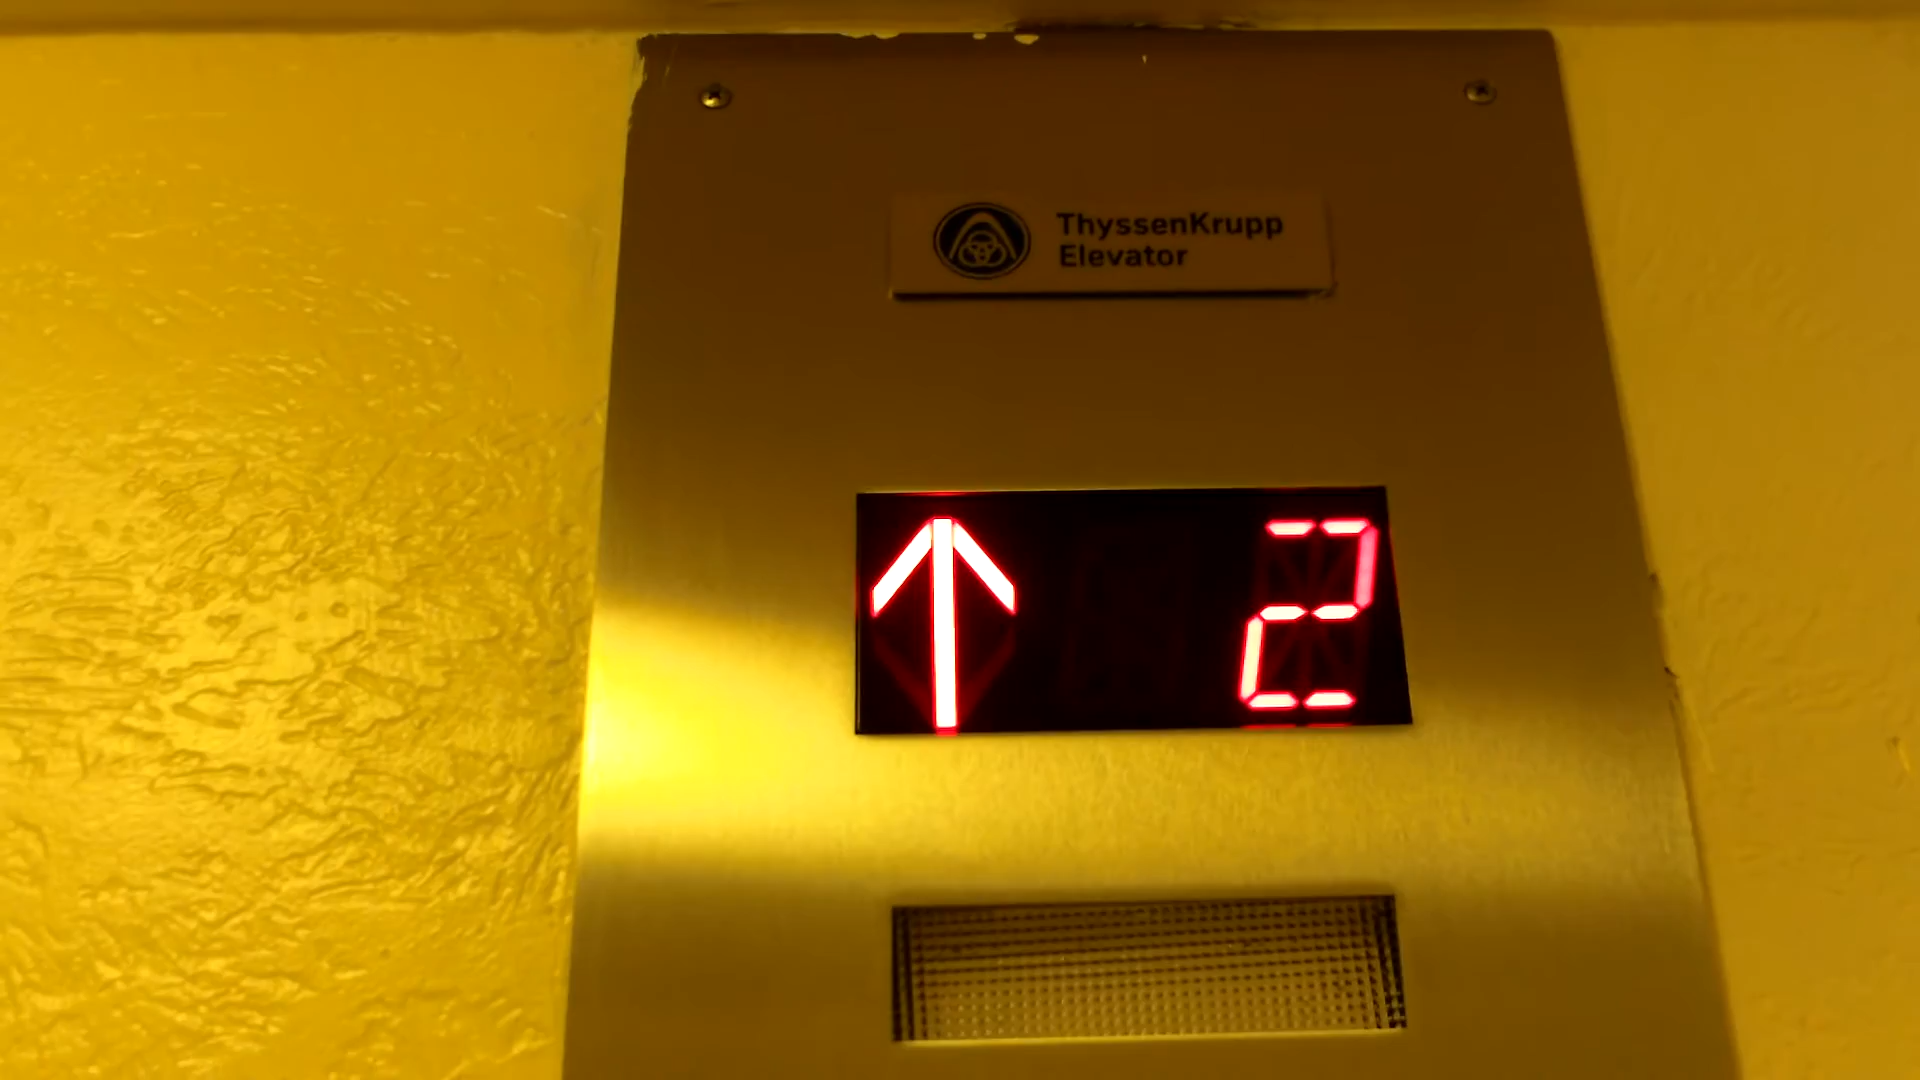 ThyssenKrupp
Elevator
↑ 2